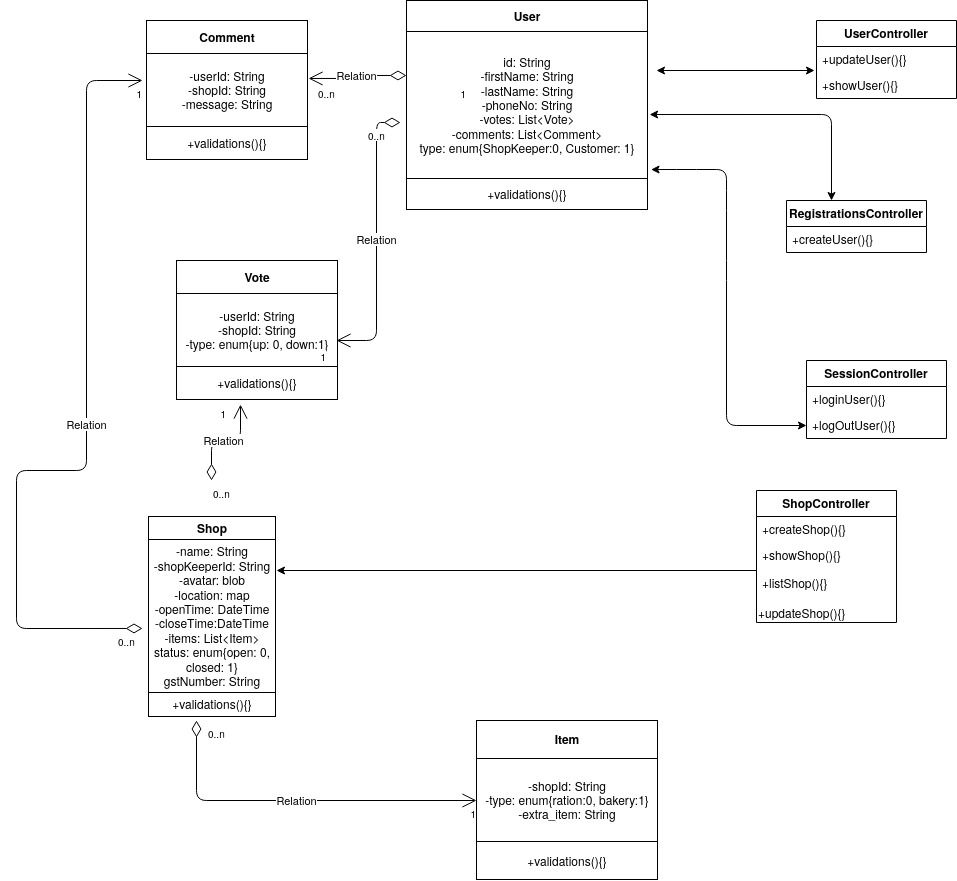 Comment
-userId: String
-shopId: String
-message: String
+validations(){}
User
id: String
-firstName: String
-lastName: String
-phoneNo: String
-votes: List<Vote>
-comments: List<Comment>
type: enum{ShopKeeper:0, Customer: 1}
+validations(){}
1
Relation
0..n
1
0..n
UserController
+updateUser(){}
+showUser(){}
RegistrationsController
+createUser(){}
Relation
Vote
-userId: String
-shopId: String
-type: enum{up: 0, down:1}
1
+validations(){}
1
Relation
0..n
SessionController
+loginUser(){}
+logOutUser(){}
Relation
ShopController
+createShop(){}
+showShop(){}
+listShop(){}
+updateShop(){}
Shop
-name: String
-shopKeeperId: String
-avatar: blob
-location: map
-openTime: DateTime
-closeTime:DateTime
-items: List<Item>
status: enum{open: 0,
closed: 1}
gstNumber: String
+validations(){}
0..n
0..n
Relation
1
Item
-shopId: String
-type: enum{ration:0, bakery:1}
-extra_item: String
+validations(){}